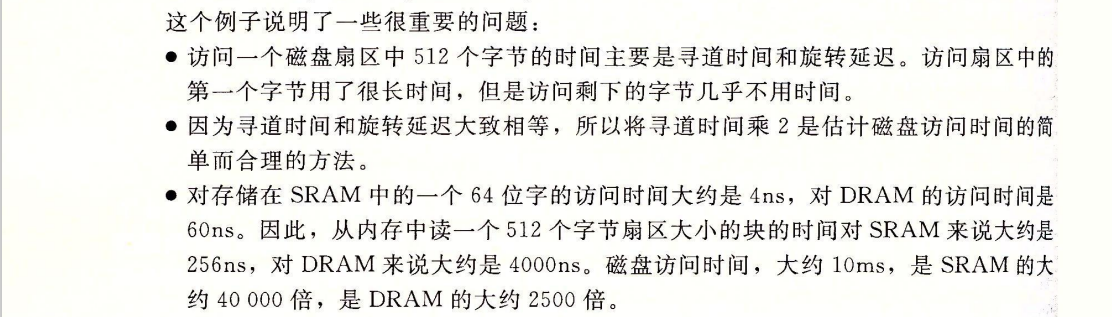 这个例子说明了一些很重要的问题：
● 访问一个磁盘扇区中 512 个字节的时间主要是寻道时间和旋转延迟。访问扇区中的
第一个字节用了很长时间，但是访问剩下的字节几乎不用时间。
● 因为寻道时间和旋转延迟大致相等，所以将寻道时间乘 2 是估计磁盘访问时间的简
单而合理的方法。
● 对存储在 SRAM 中的一个 64 位字的访问时间大约是 4ns，对 DRAM 的访问时间是
60ns。因此，从内存中读一个 512 个字节扇区大小的块的时间对 SRAM 来说大约是
256ns，对 DRAM 来说大约是 4000ns。磁盘访问时间，大约 10ms，是 SRAM 的大
约 40 000 倍，是 DRAM 的大约 2500 倍。